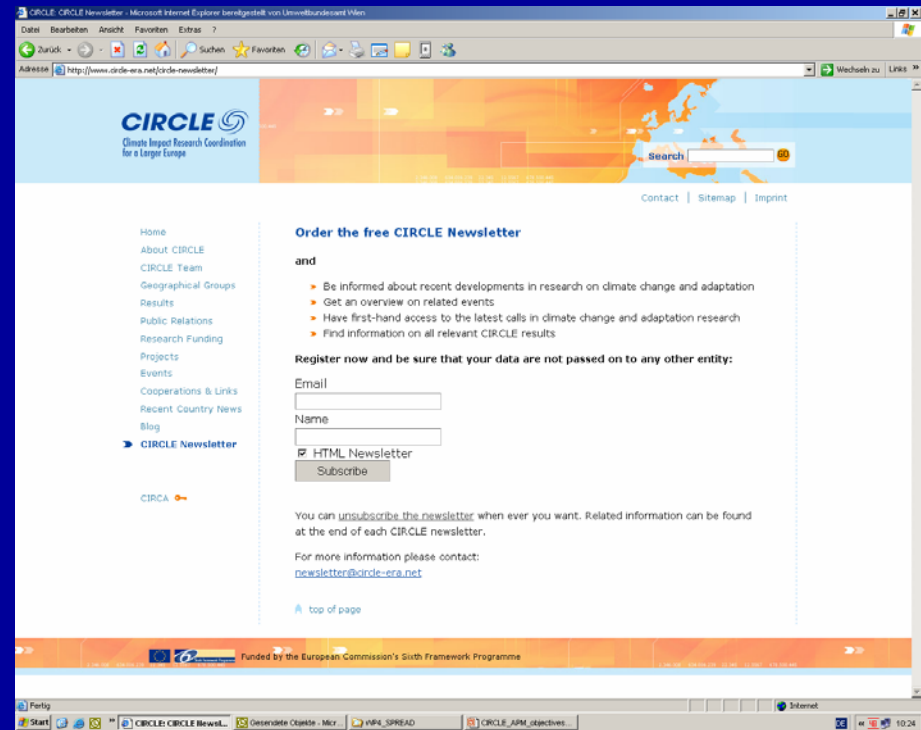 CIRCLE: CIRCLE Newsletter - Microsoft Internet Explorer bereitgestellt von Umweltbundesamt Wien
Datei Bearbeiten Ansicht Favoriten Extras ?
Zurück Suchen Favoriten
Adresse http://www.circle-era.net/circle-newsletter/ Wechseln zu Links »
CIRCLE
Climate Impact Research Coordination
for a Larger Europe
Search GO
Contact | Sitemap | Imprint
Home
About CIRCLE
CIRCLE Team
Geographical Groups
Results
Public Relations
Research Funding
Projects
Events
Cooperations & Links
Recent Country News
Blog
CIRCLE Newsletter
CIRCA
Order the free CIRCLE Newsletter
and
Be informed about recent developments in research on climate change and adaptation
Get an overview on related events
Have first-hand access to the latest calls in climate change and adaptation research
Find information on all relevant CIRCLE results
Register now and be sure that your data are not passed on to any other entity:
Email
Name
HTML Newsletter
Subscribe
You can unsubscribe the newsletter when ever you want. Related information can be found
at the end of each CIRCLE newsletter.
For more information please contact:
newsletter@circle-era.net
top of page
Funded by the European Commission's Sixth Framework Programme
Fertig Internet
Start » CIRCLE: CIRCLE Newsl... Gesendete Objekte - Micr... WP4_SPREAD CIRCLE_APM_objectives... DE « 10:24